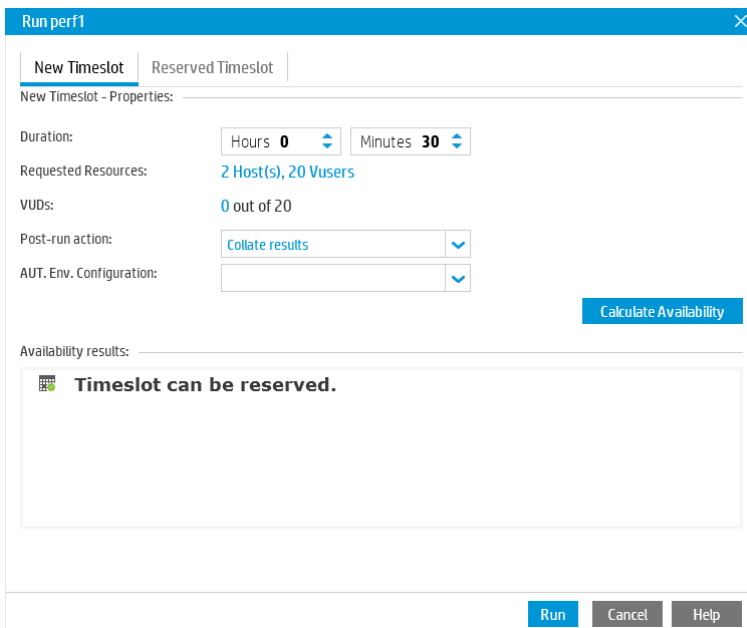 Run perf1
New Timeslot Reserved Timeslot
New Timeslot - Properties:
Duration: Hours 0 Minutes 30
Requested Resources: 2 Host(s), 20 Vusers
VUDs: 0 out of 20
Post-run action: Collate results
AUT. Env. Configuration:
Calculate Availability
Availability results:
Timeslot can be reserved.
Run Cancel Help